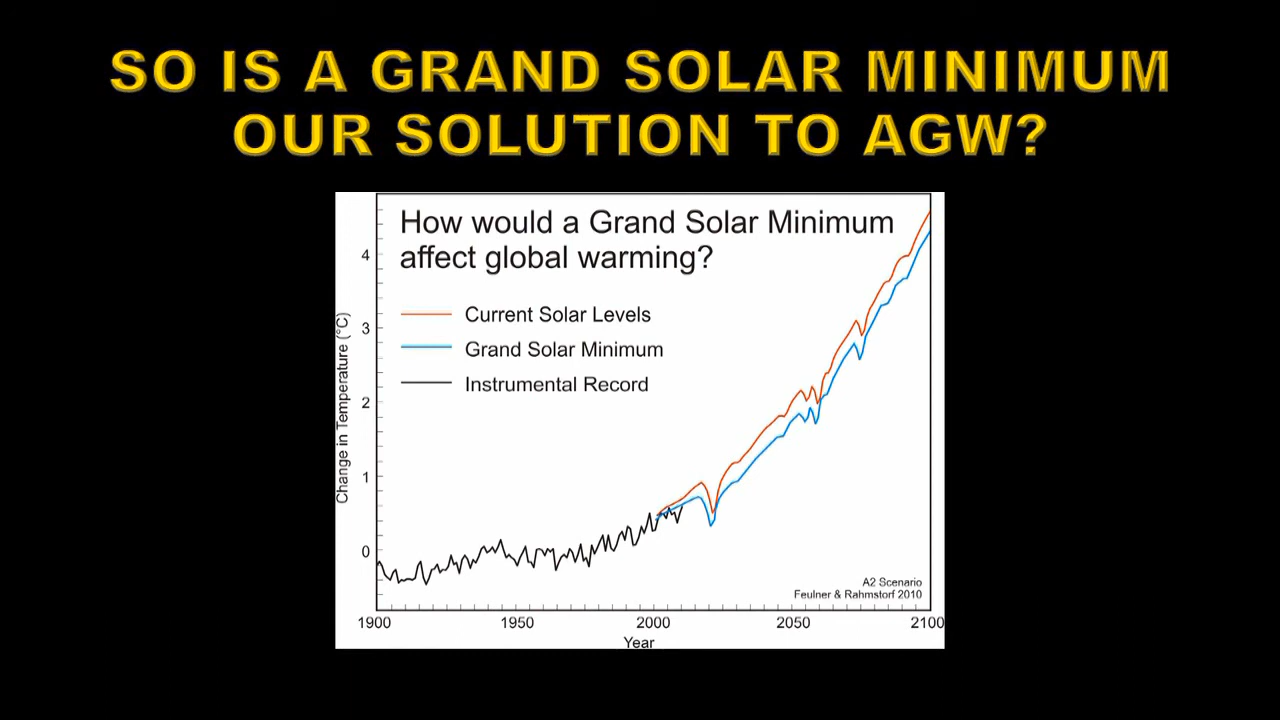 SO IS A GRAND SOLAR MINIMUM
OUR SOLUTION TO AGW?
How would a Grand Solar Minimum
affect global warming?
Current Solar Levels
Grand Solar Minimum
Instrumental Record
Change in Temperature (°C)
4
3
2
1
0
A2 Scenario
Feulner & Rahmstorf 2010
1900 1950 2000 2050 2100
Year